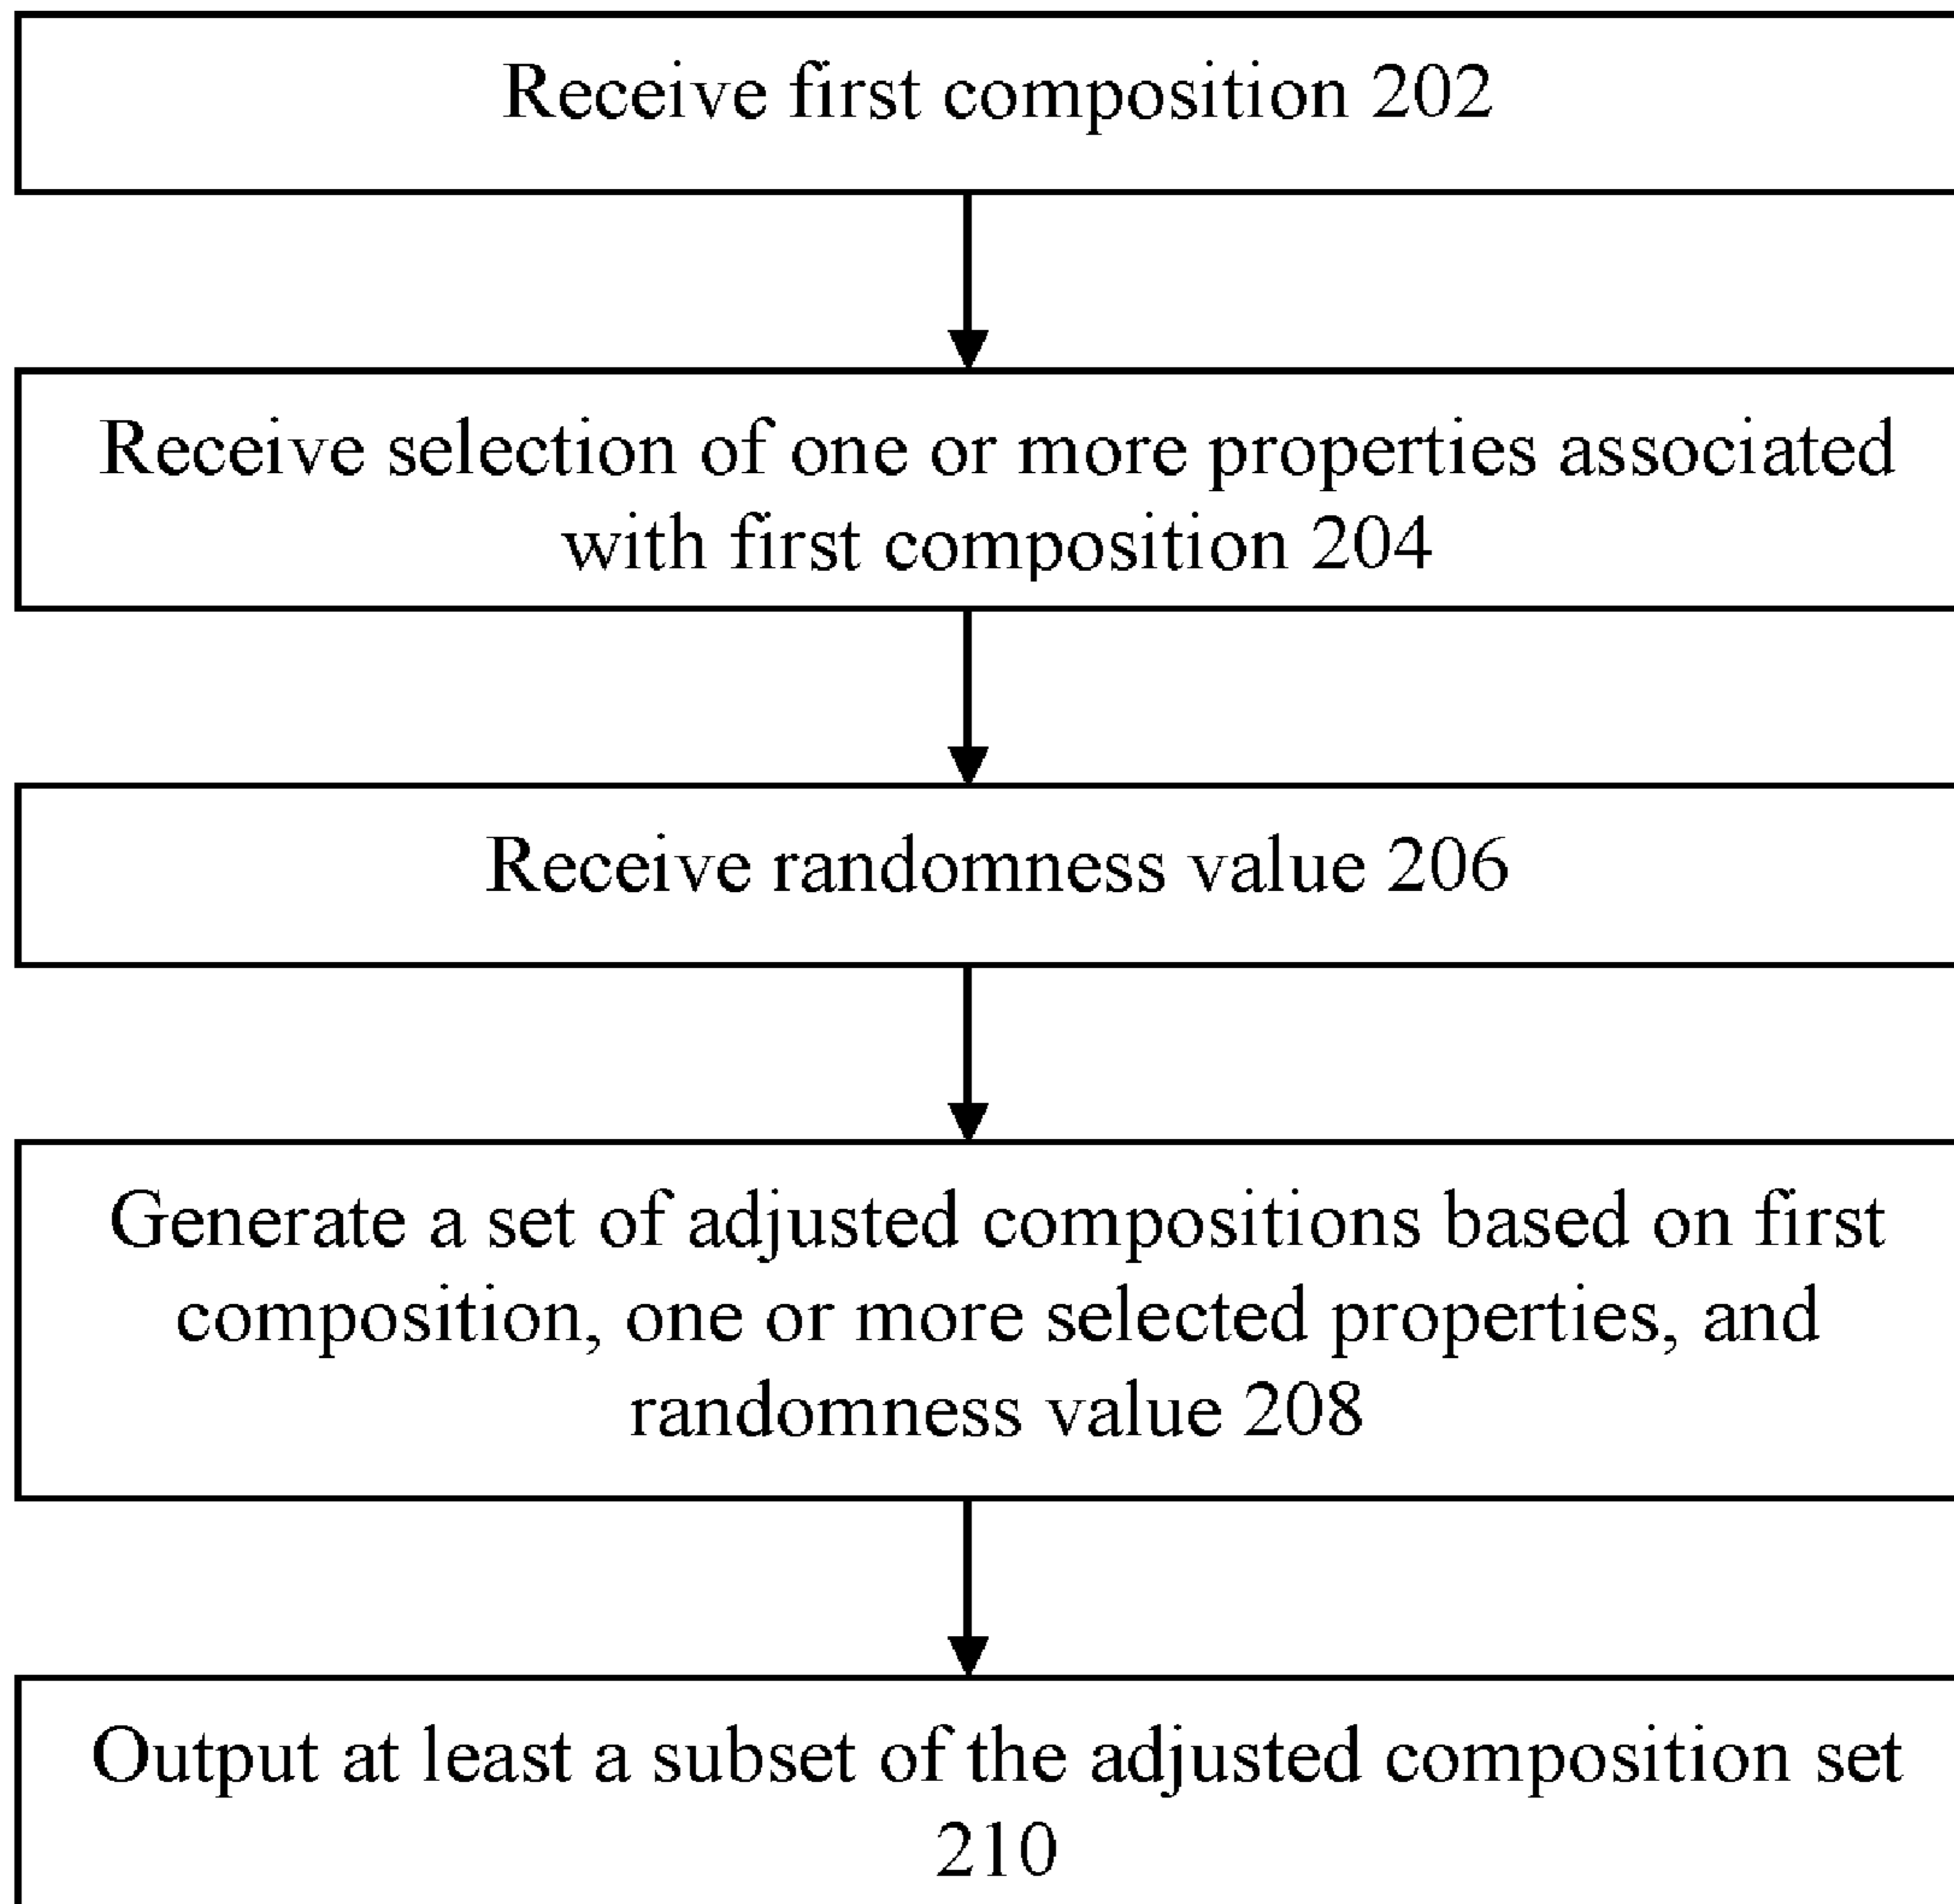 Receive first composition 202
Receive selection of one or more properties associated
with first composition 204
Receive randomness value 206
Generate a set of adjusted compositions based on first
composition, one or more selected properties, and
randomness value 208
Output at least a subset of the adjusted composition set
210